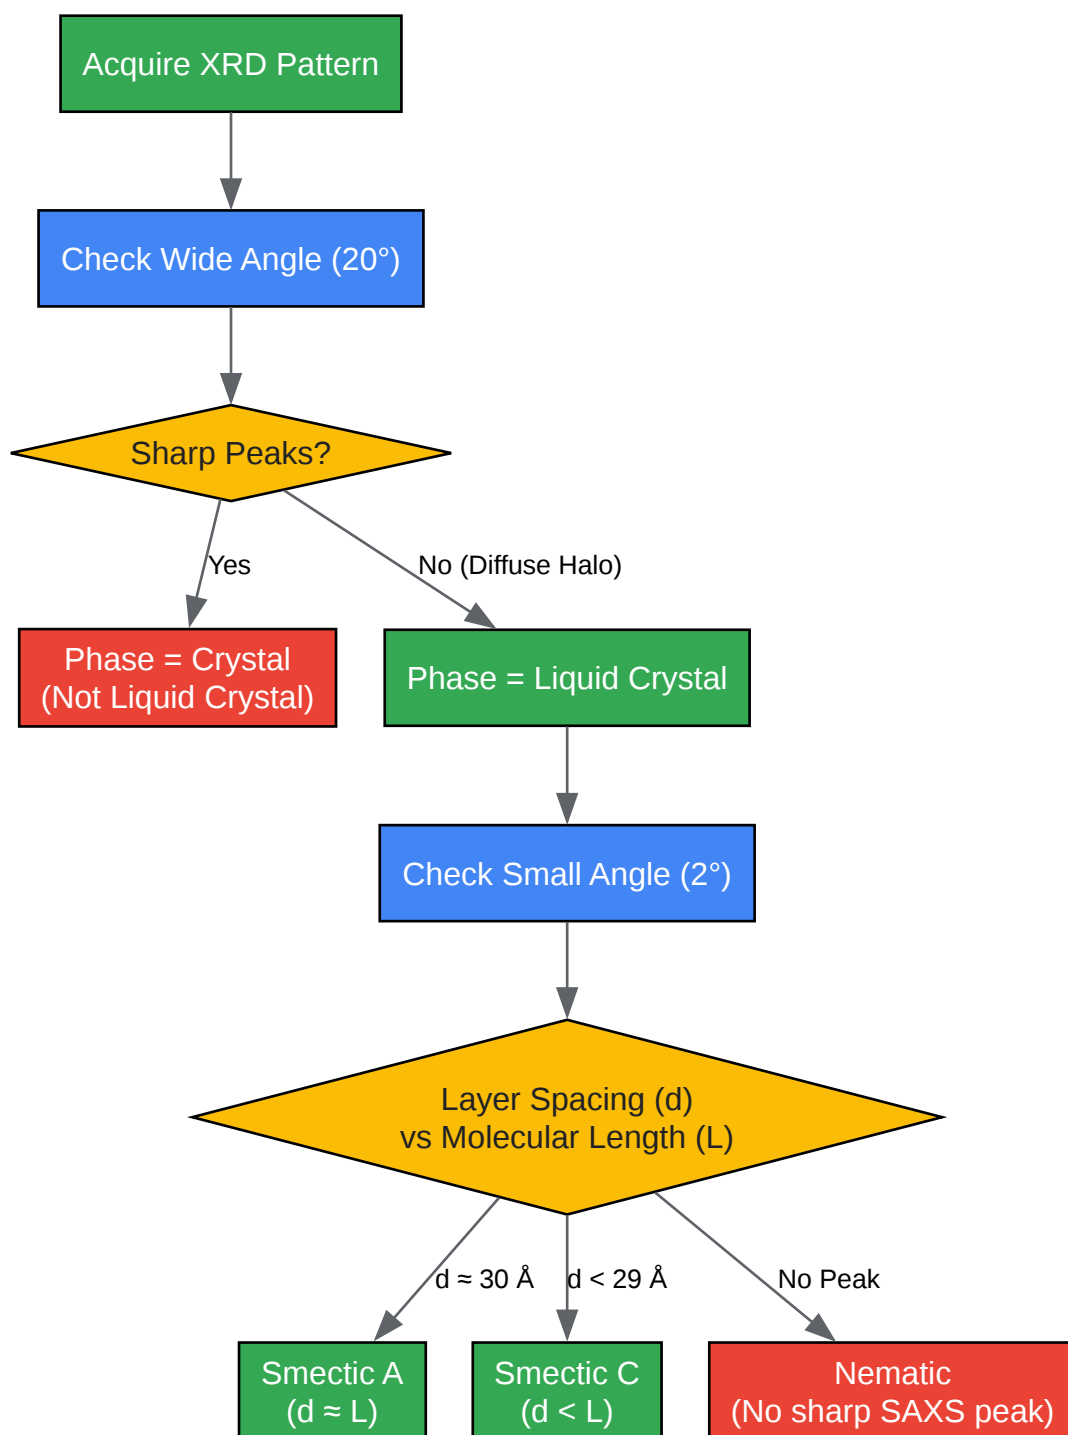 Acquire XRD Pattern
Check Wide Angle (20°)
Sharp Peaks?
Yes
No (Diffuse Halo)
Phase = Crystal
(Not Liquid Crystal)
Phase = Liquid Crystal
Check Small Angle (2°)
Layer Spacing (d)
vs Molecular Length (L)
d ≈ 30 Å
d < 29 Å
No Peak
Smectic A
(d ≈ L)
Smectic C
(d < L)
Nematic
(No sharp SAXS peak)